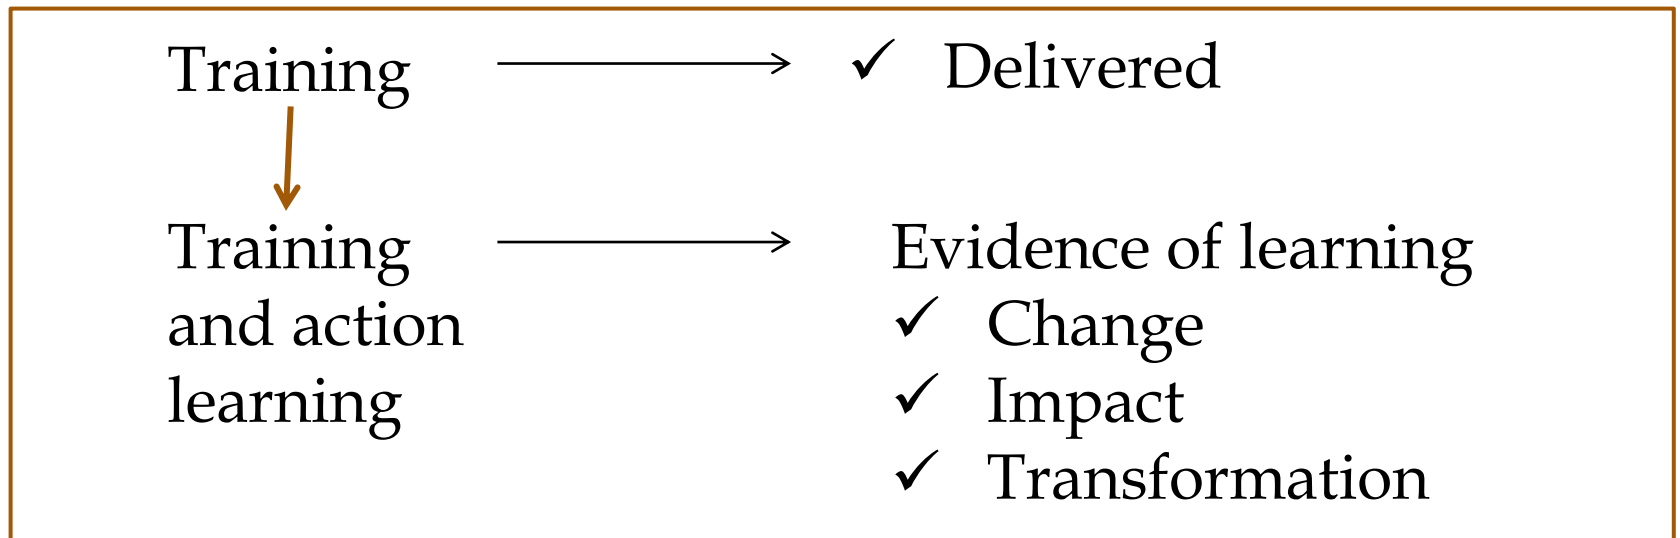 Training ✓ Delivered
Training Evidence of learning
and action ✓ Change
learning ✓ Impact
✓ Transformation